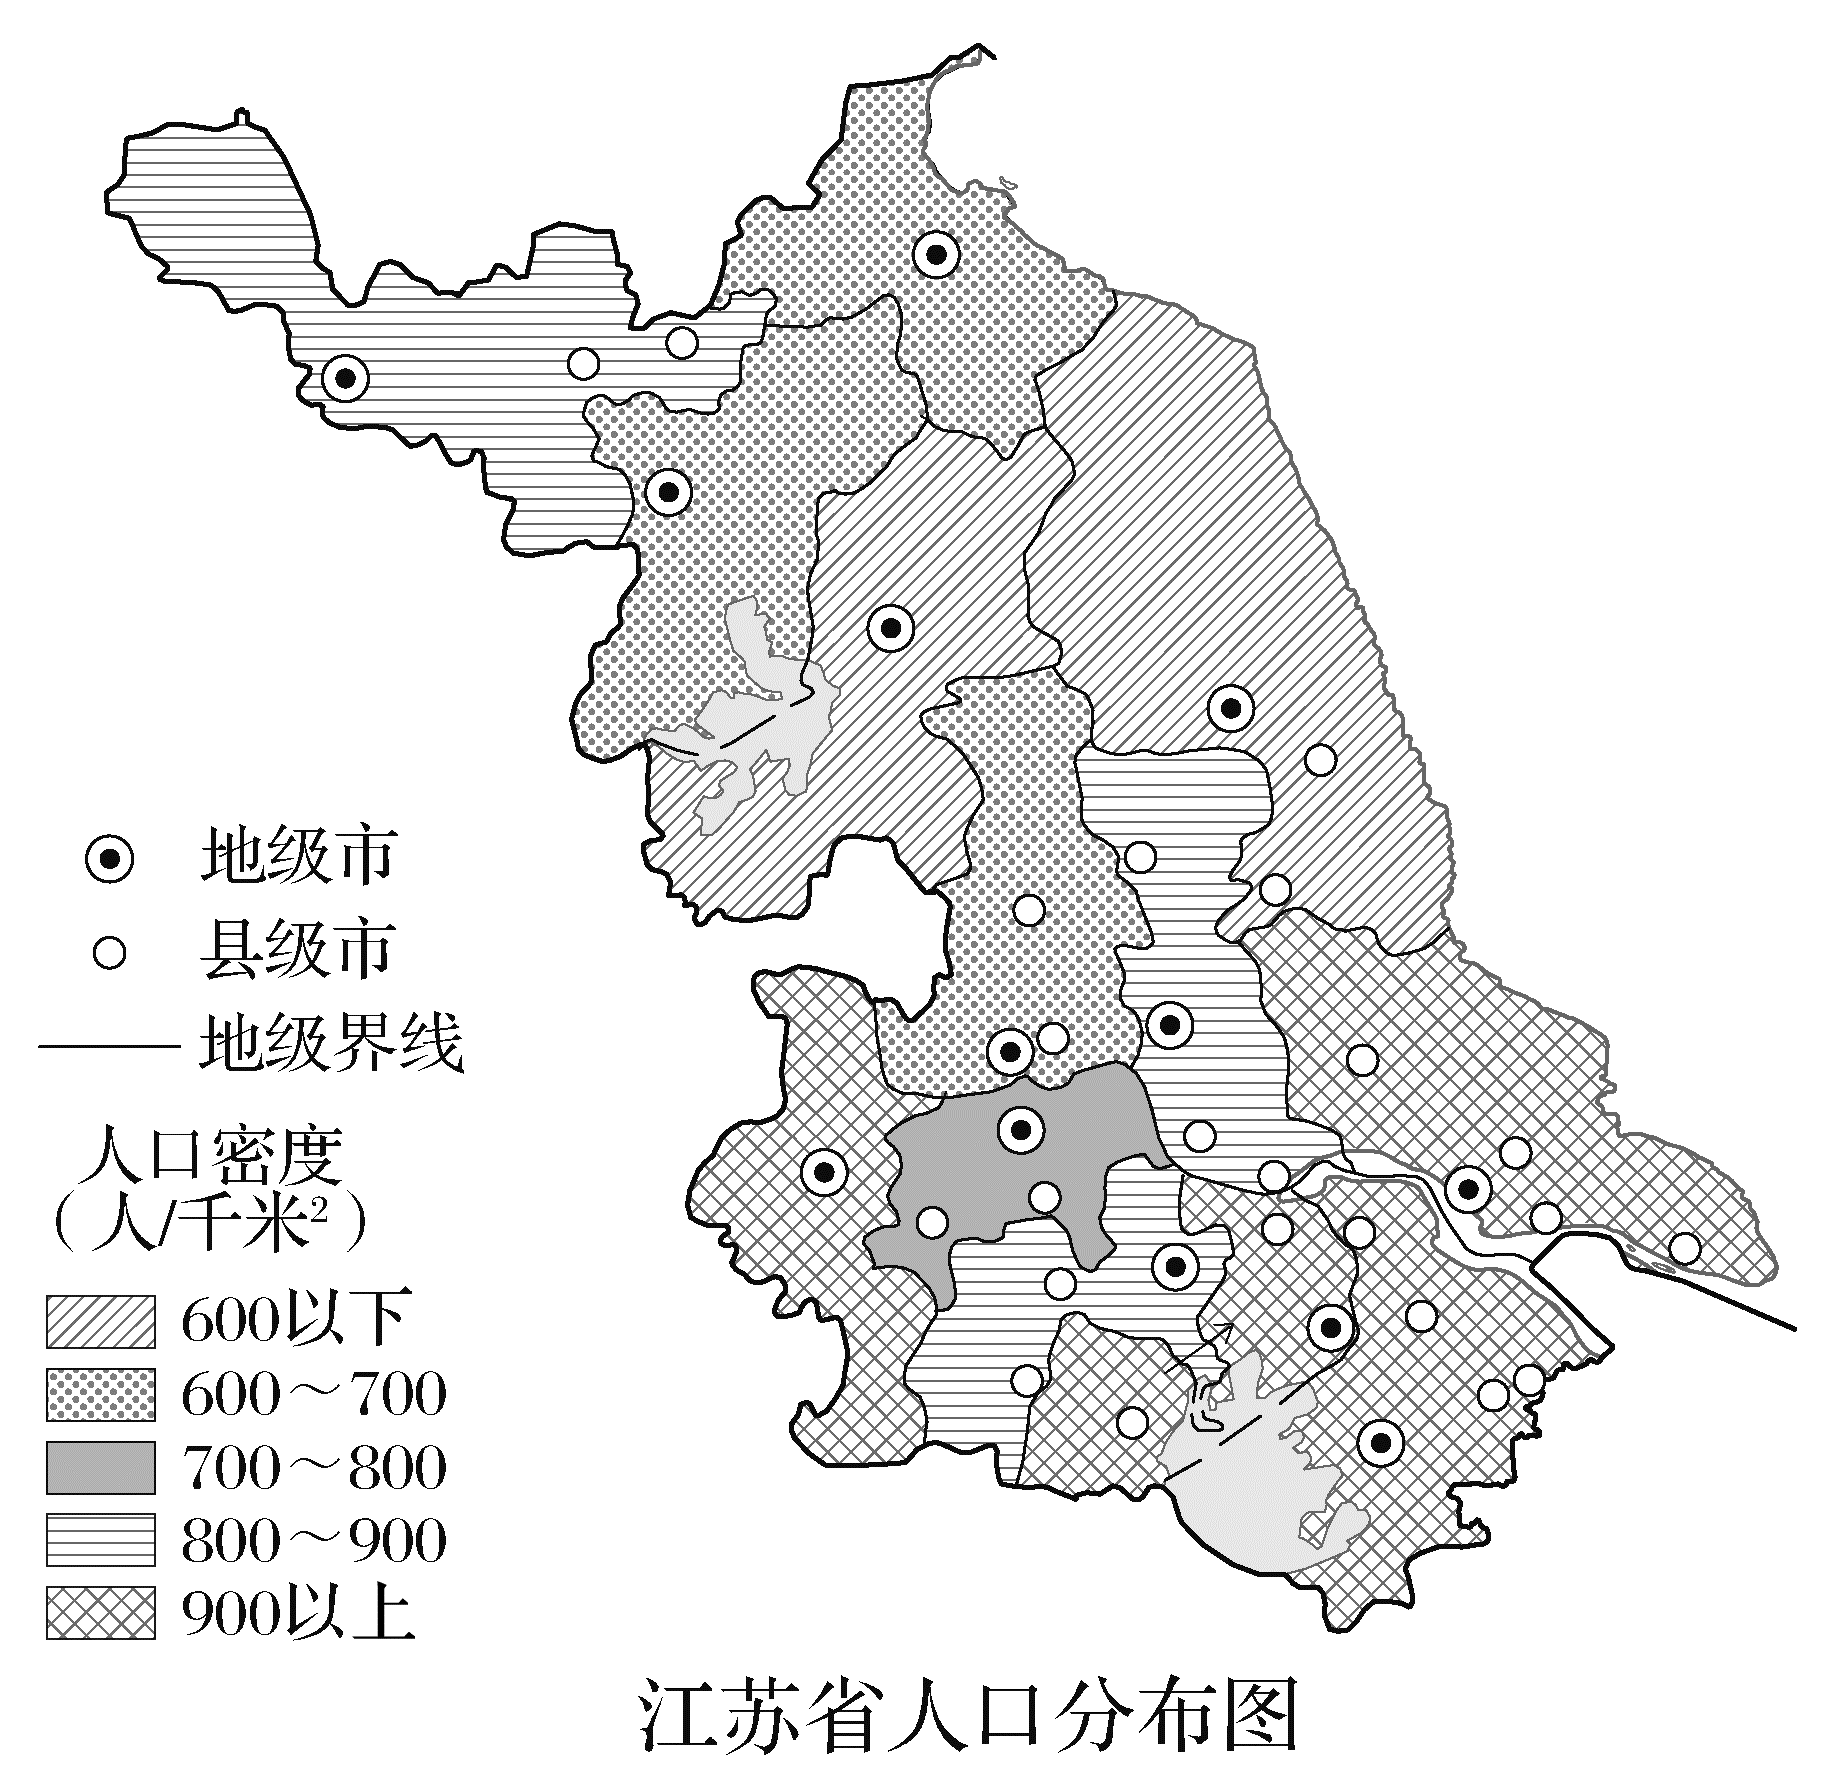 地级市
县级市
地级界线
人口密度
（人/千米²）
600以下
600～700
700～800
800～900
900以上
江苏省人口分布图